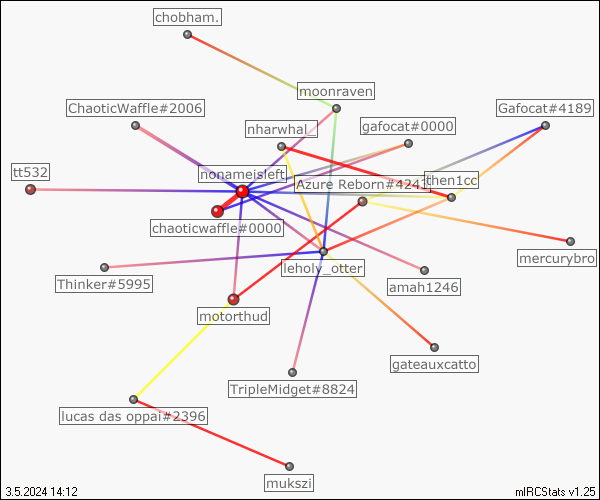 chobham.
moonraven
ChaoticWaffle#2006
Gafocat#4189
nharwhal_
gafocat#0000
tt532
nonameisleft
Azure Reborn#4241
then1cc
chaoticwaffle#0000
mercurybro
leholy_otter
Thinker#5995
amah1246
motorthud
gateauxcatto
TripleMidget#8824
lucas das oppai#2396
mukszi
3.5.2024 14:12
mIRCStats v1.25